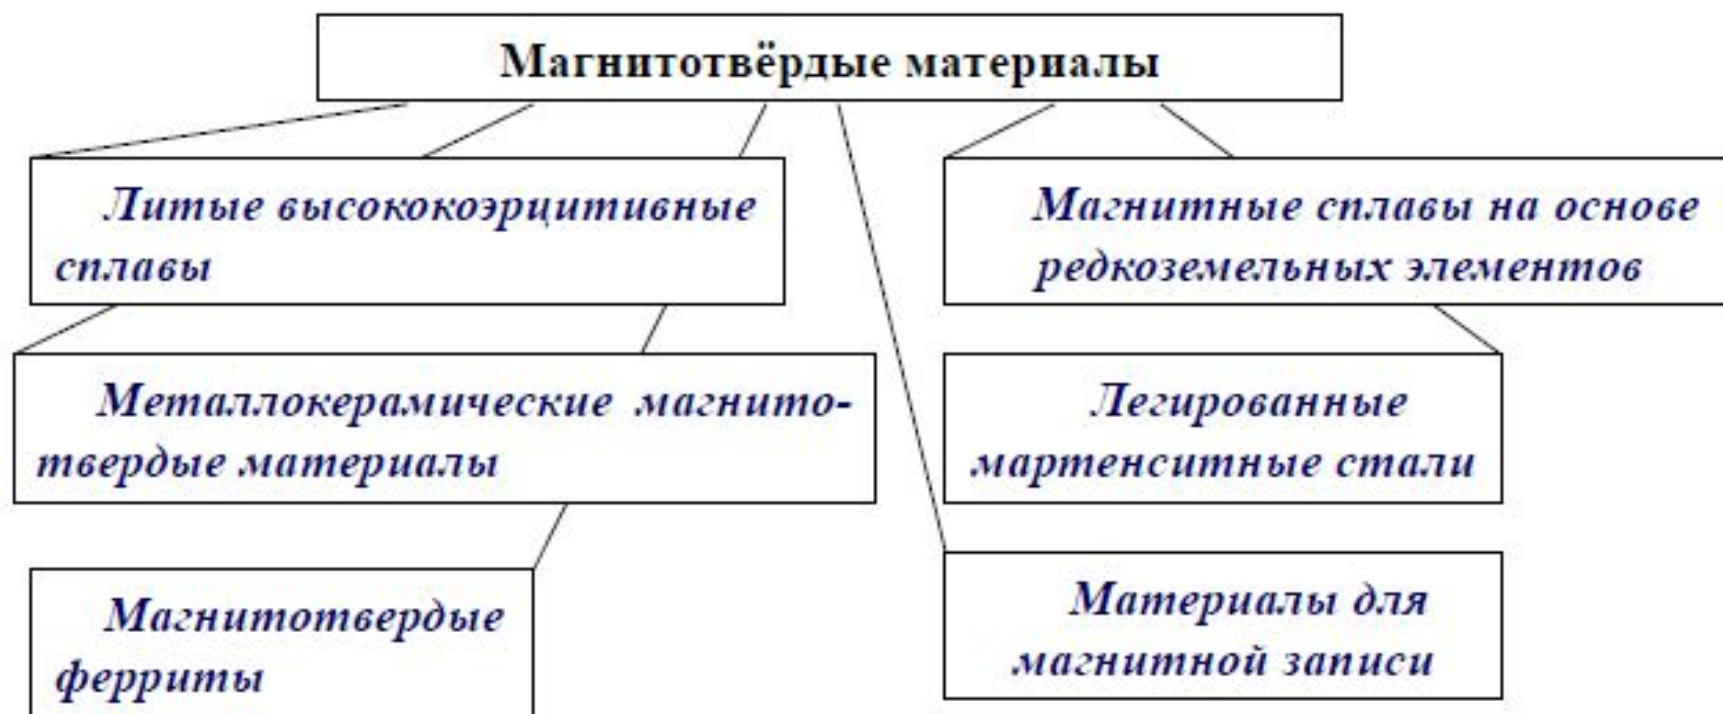 Магнитотвёрдые материалы
Литые высококоэрцитивные
сплавы
Магнитные сплавы на основе
редкоземельных элементов
Металлокерамические магнито-
твердые материалы
Легированные
мартенситные стали
Магнитотвердые
ферриты
Материалы для
магнитной записи